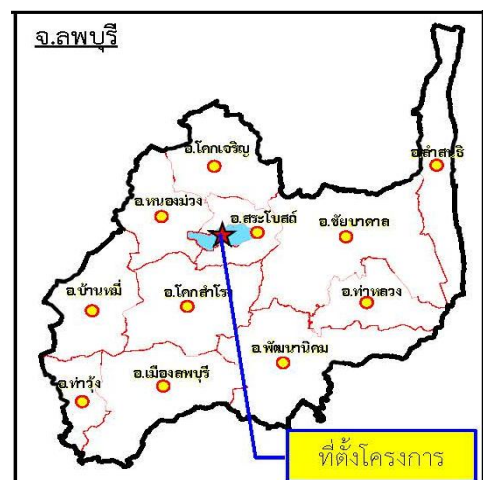 จ.ลพบุรี
อ.โคกเจริญ
อ.ลำสนธิ
อ.หนองม่วง
อ.สระโบสถ์
อ.ชัยบาดาล
อ.บ้านหมี่
อ.โคกสำโรง
อ.ท่าหลวง
อ.พัฒนานิคม
อ.ท่าวุ้ง
อ.เมืองลพบุรี
ที่ตั้งโครงการ